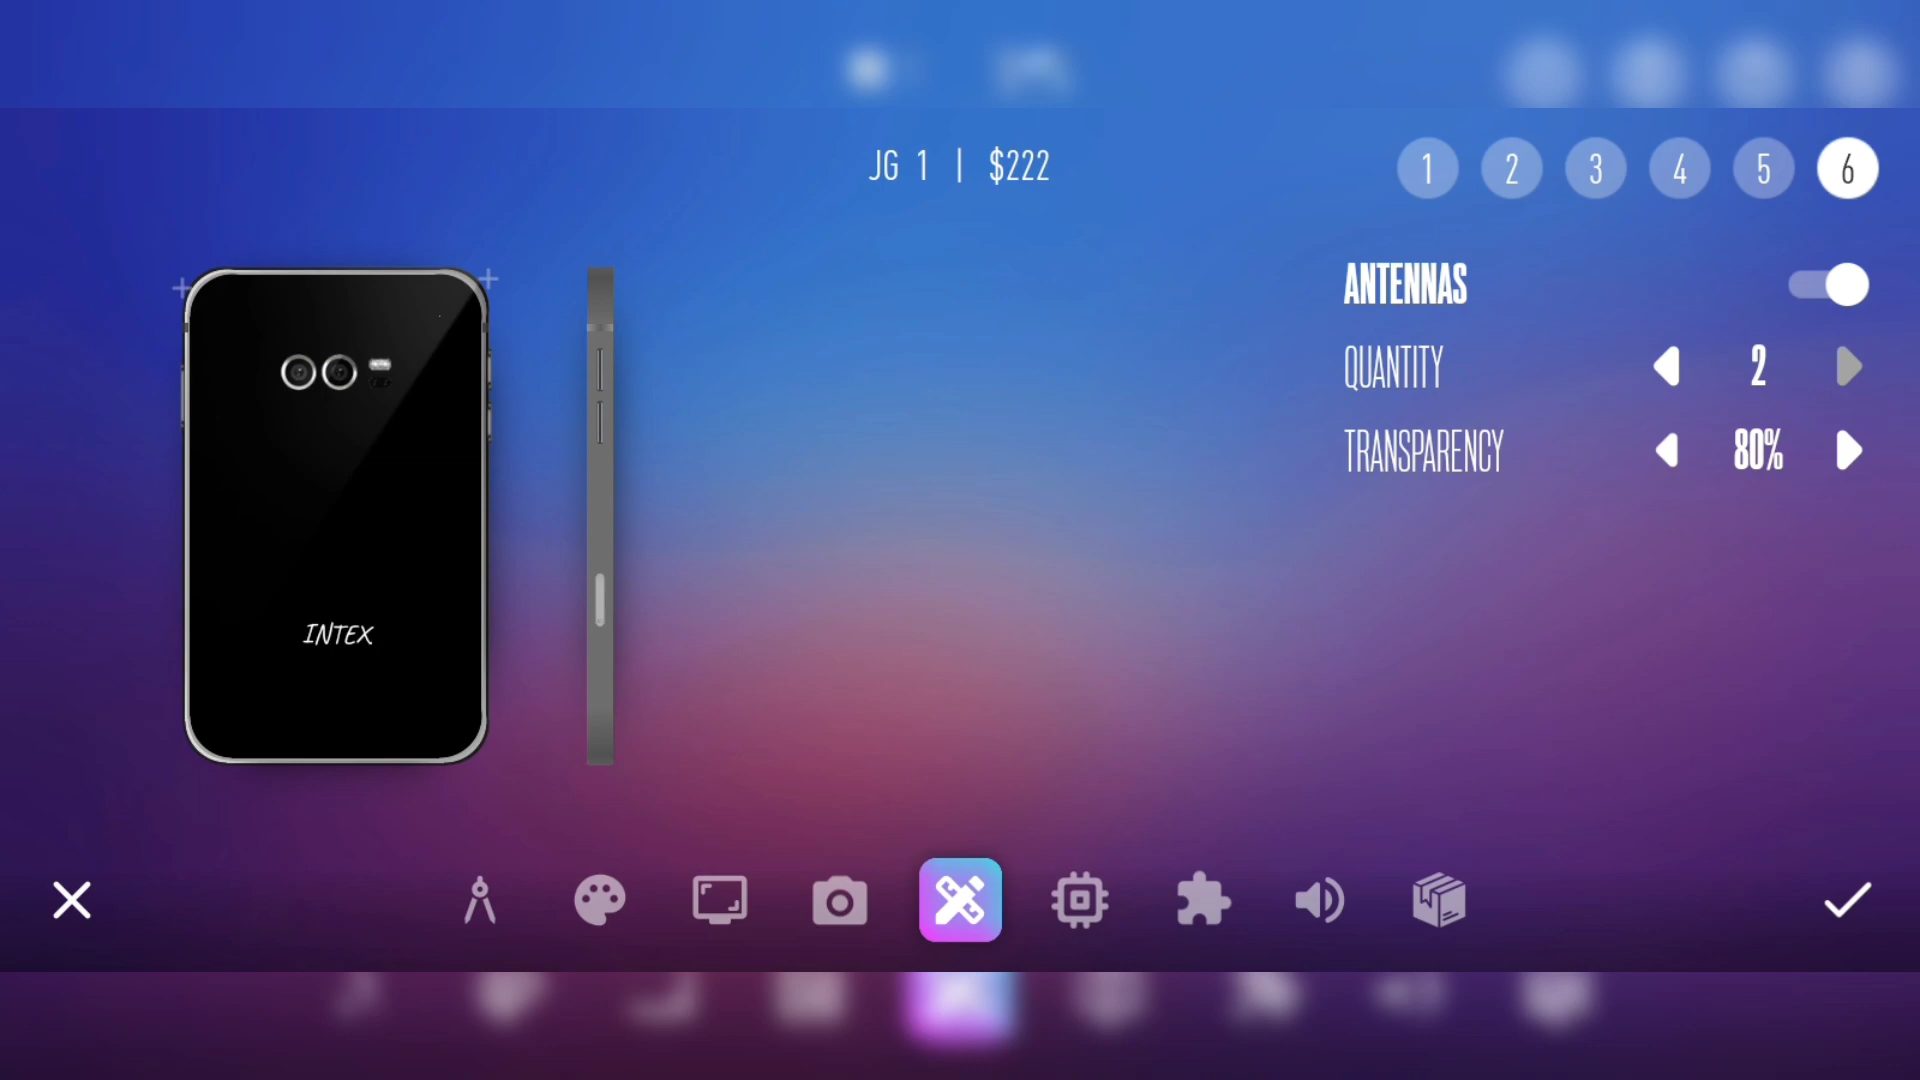 JG 1 | $222
1 2 3 4 5 6
ANTENNAS
QUANTITY 2
TRANSPARENCY 80%
INTEX